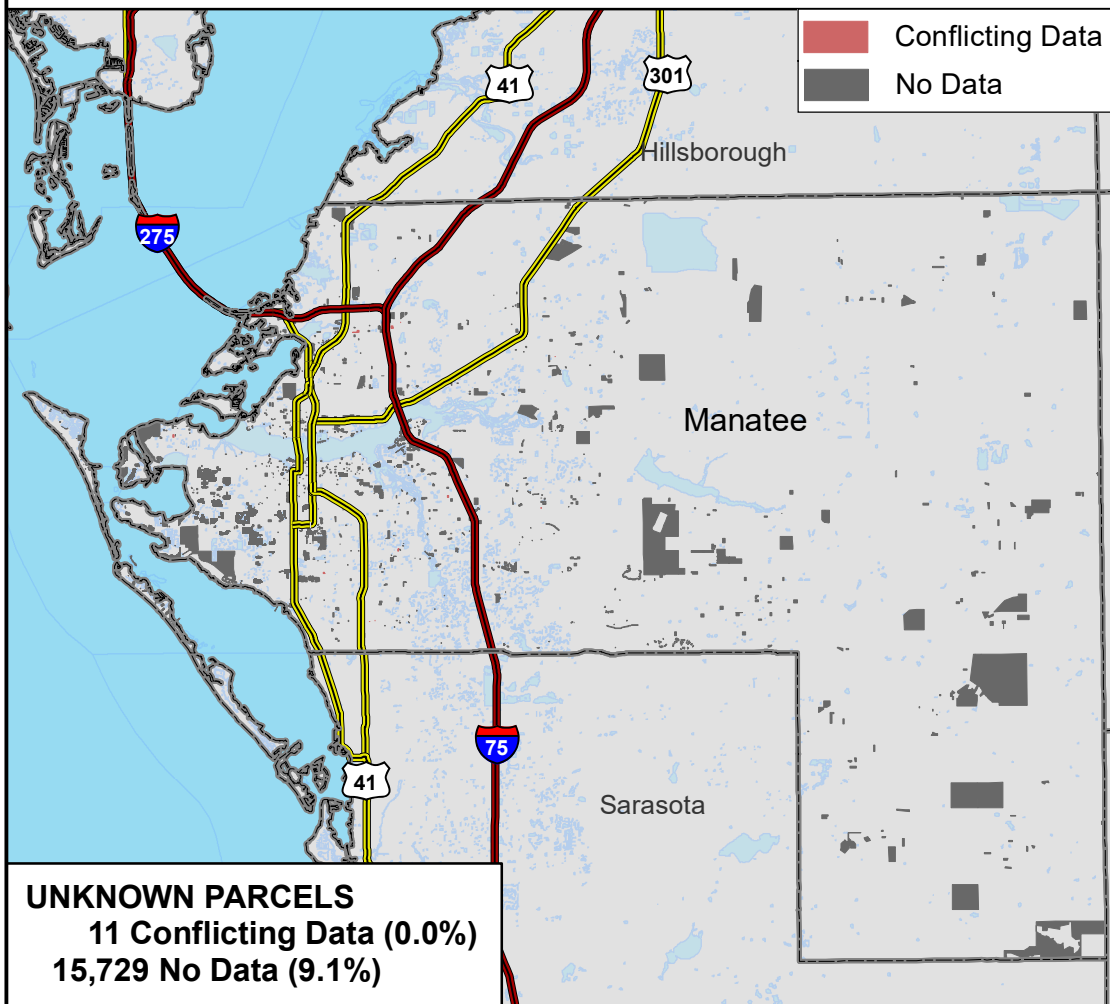 Conflicting Data
No Data
41
301
Hillsborough
275
Manatee
75
41
Sarasota
UNKNOWN PARCELS
11 Conflicting Data (0.0%)
15,729 No Data (9.1%)